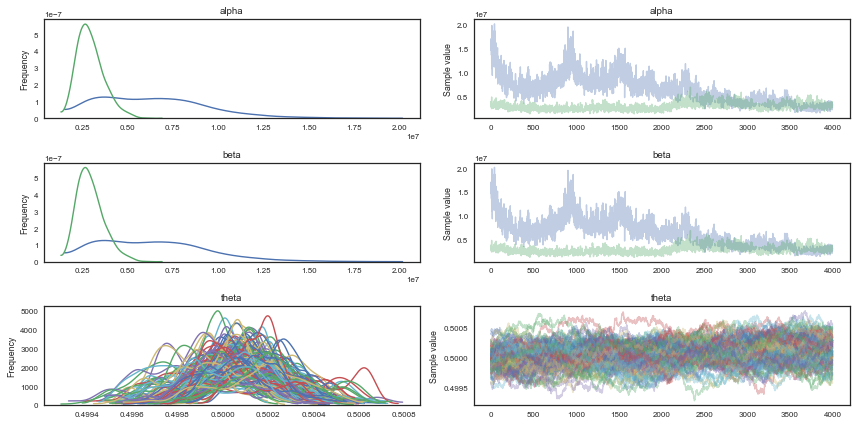 alpha
1e−7
Frequency
5
4
3
2
1
0
0.25 0.50 0.75 1.00 1.25 1.50 1.75 2.00
1e7
alpha
1e7
Sample value
2.0
1.5
1.0
0.5
0 500 1000 1500 2000 2500 3000 3500 4000
beta
1e−7
Frequency
5
4
3
2
1
0
0.25 0.50 0.75 1.00 1.25 1.50 1.75 2.00
1e7
beta
1e7
Sample value
2.0
1.5
1.0
0.5
0 500 1000 1500 2000 2500 3000 3500 4000
theta
Frequency
5000
4000
3000
2000
1000
0
0.4994 0.4996 0.4998 0.5000 0.5002 0.5004 0.5006 0.5008
theta
Sample value
0.5005
0.5000
0.4995
0 500 1000 1500 2000 2500 3000 3500 4000